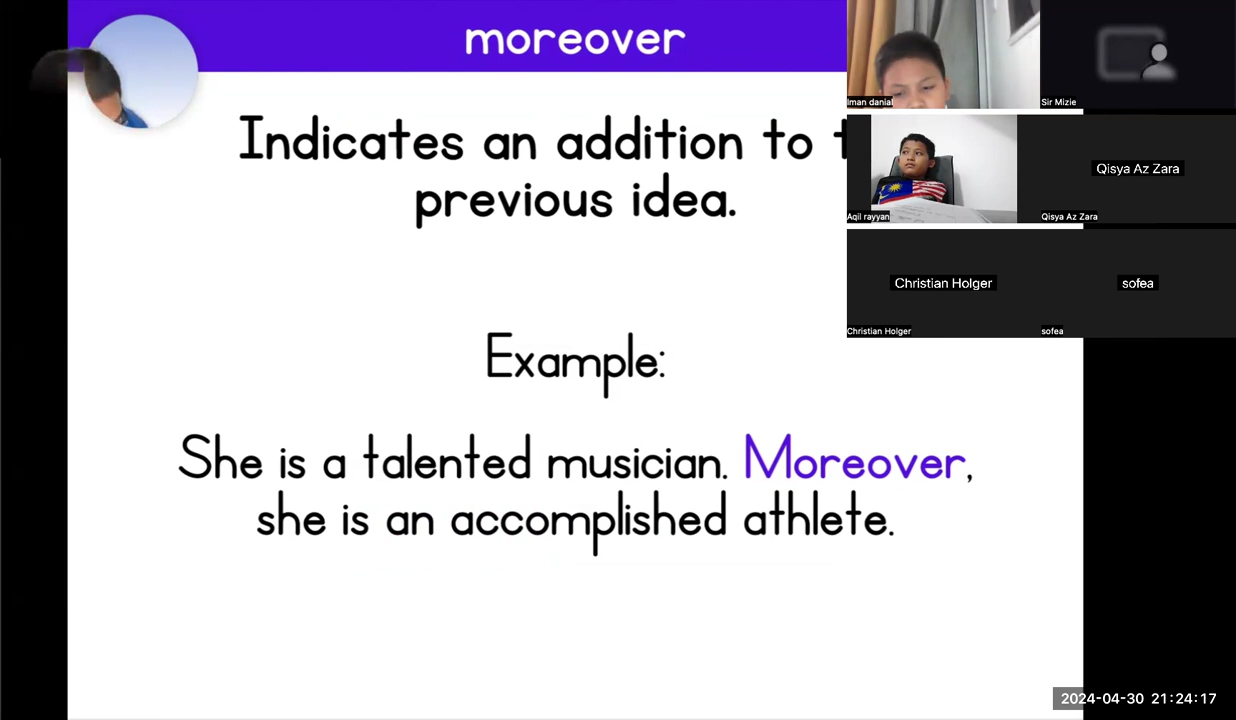 moreover
Indicates an addition to
previous idea.
Example:
She is a talented musician. Moreover,
she is an accomplished athlete.
Iman danial
Sir Mizie
Aqil rayyan
Qisya Az Zara
Qisya Az Zara
Christian Holger
Christian Holger
sofea
sofea
2024-04-30 21:24:17